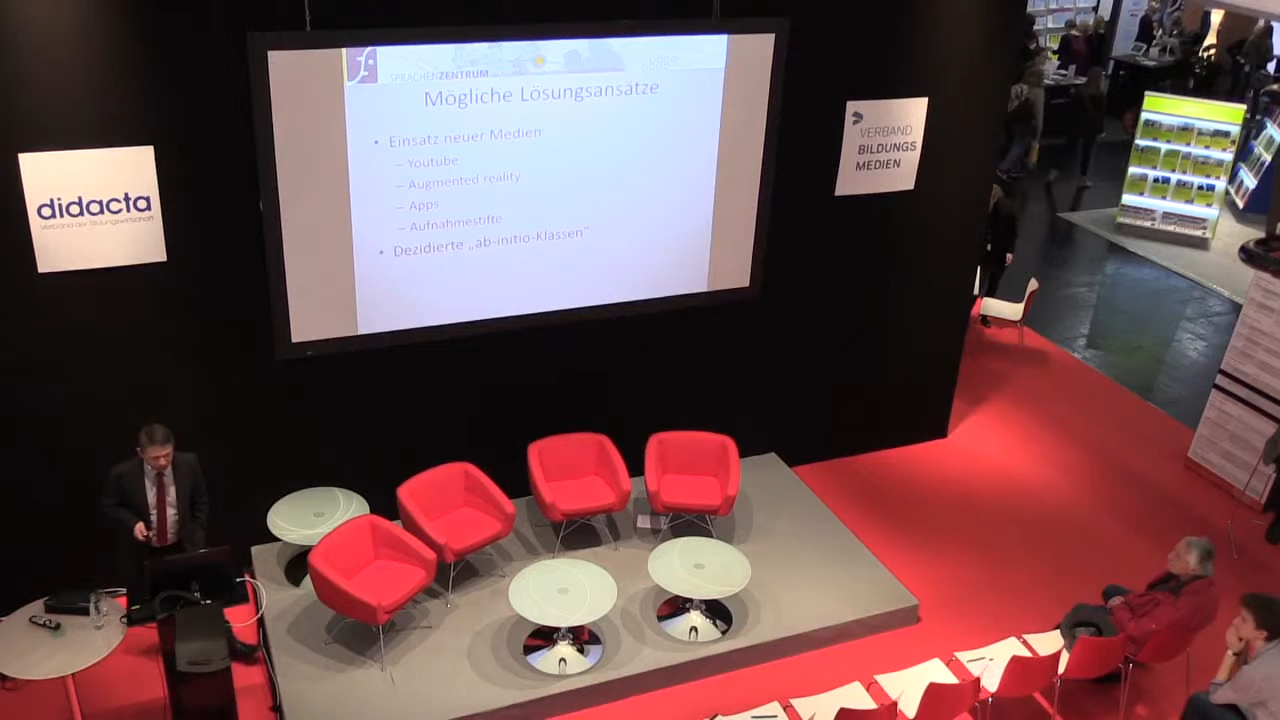 didacta
Verband der Bildungswirtschaft
SPRACHENZENTRUM
Mögliche Lösungsansätze
• Einsatz neuer Medien
– Youtube
– Augmented reality
– Apps
– Aufnahmestifte
• Dezidierte „ab-initio-Klassen“
VERBAND
BILDUNGS
MEDIEN